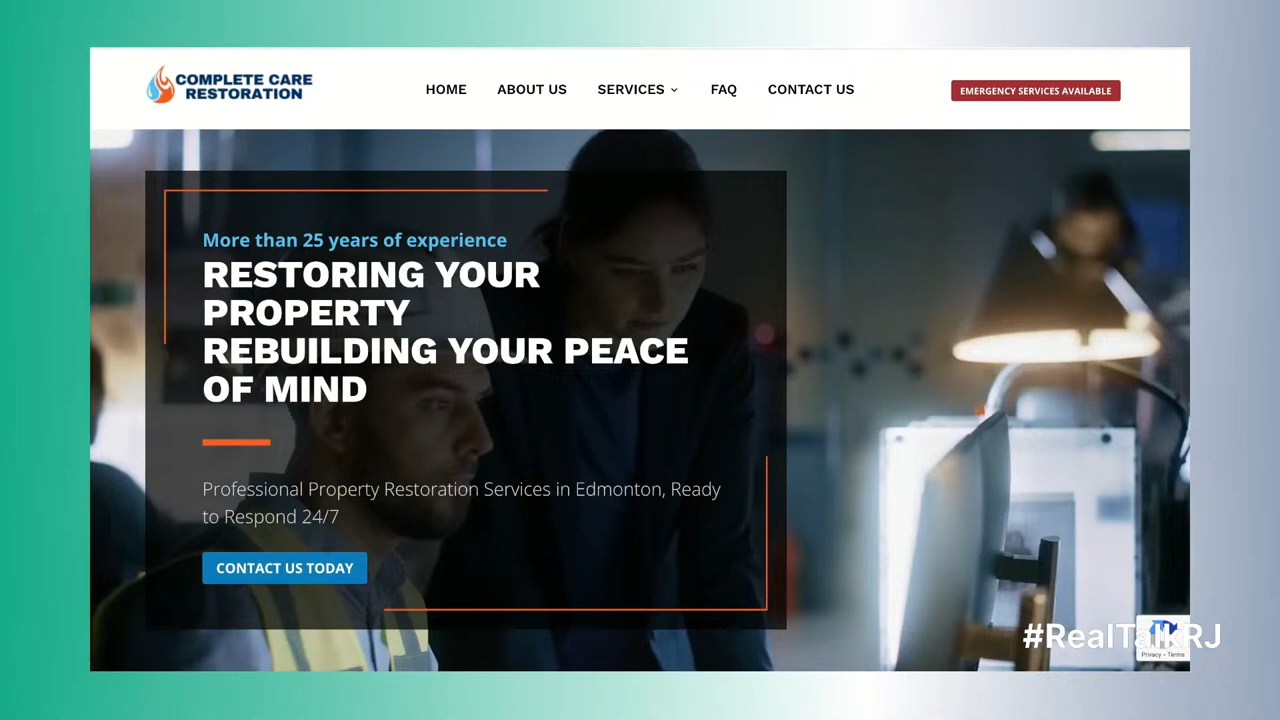 COMPLETE CARE
RESTORATION
HOME
ABOUT US
SERVICES
FAQ
CONTACT US
EMERGENCY SERVICES AVAILABLE
More than 25 years of experience
RESTORING YOUR
PROPERTY
REBUILDING YOUR PEACE
OF MIND
Professional Property Restoration Services in Edmonton, Ready
to Respond 24/7
CONTACT US TODAY
#RealTalkRJ
Privacy - Terms